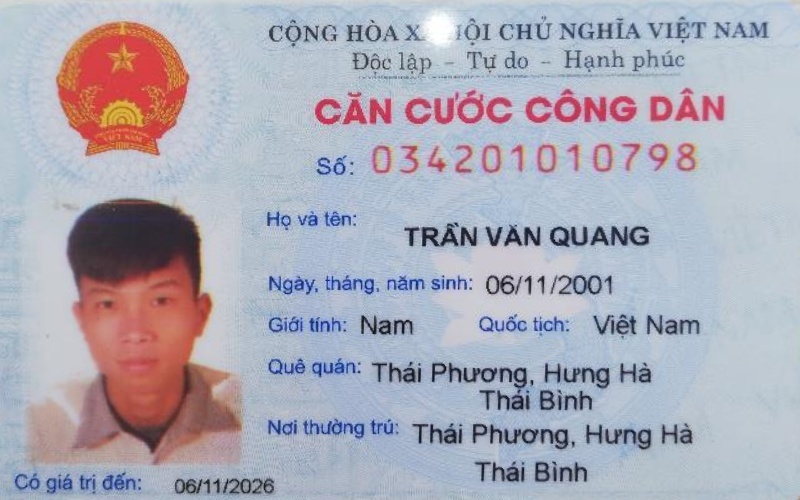 CỘNG HÒA XÃ HỘI CHỦ NGHĨA VIỆT NAM
Độc lập - Tự do - Hạnh phúc
CĂN CƯỚC CÔNG DÂN
Số: 034201010798
Họ và tên: TRẦN VĂN QUANG
Ngày, tháng, năm sinh: 06/11/2001
Giới tính: Nam Quốc tịch: Việt Nam
Quê quán: Thái Phương, Hưng Hà
Thái Bình
Nơi thường trú: Thái Phương, Hưng Hà
Thái Bình
Có giá trị đến: 06/11/2026